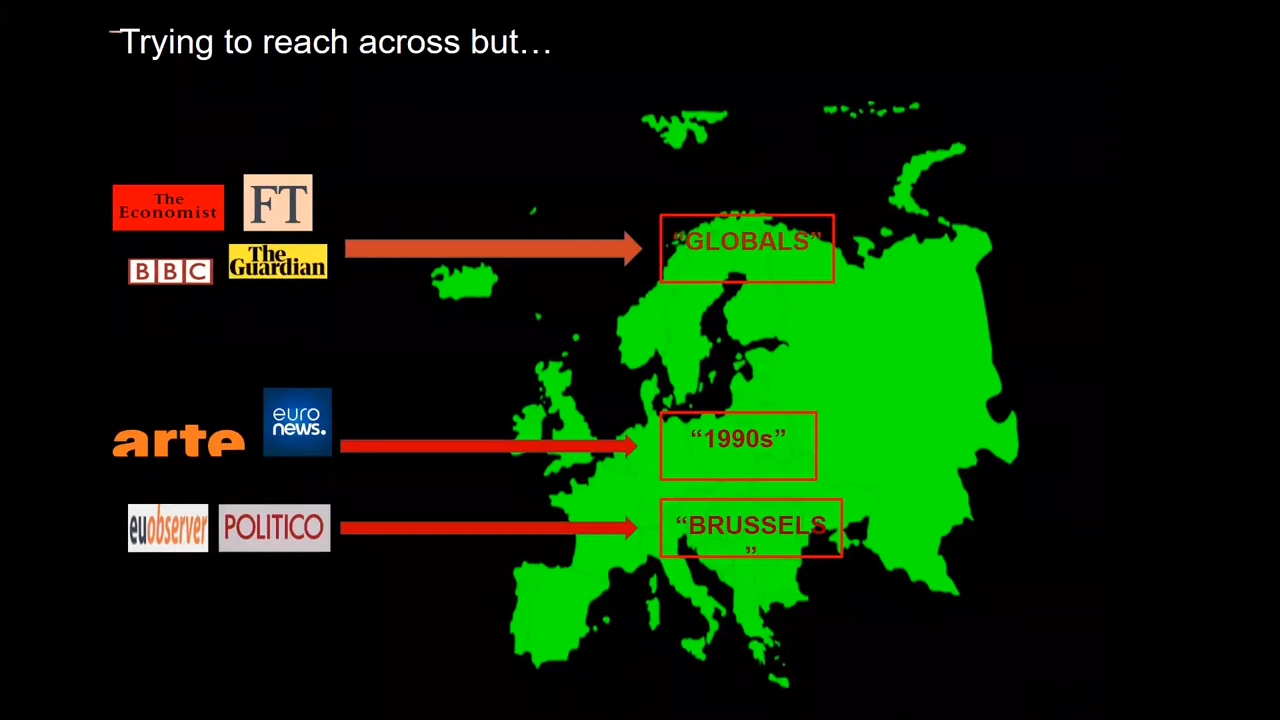 Trying to reach across but…
The
Economist
FT
BBC
The
Guardian
“GLOBALS”
arte
euro
news.
“1990s”
euobserver
POLITICO
“BRUSSELS
”